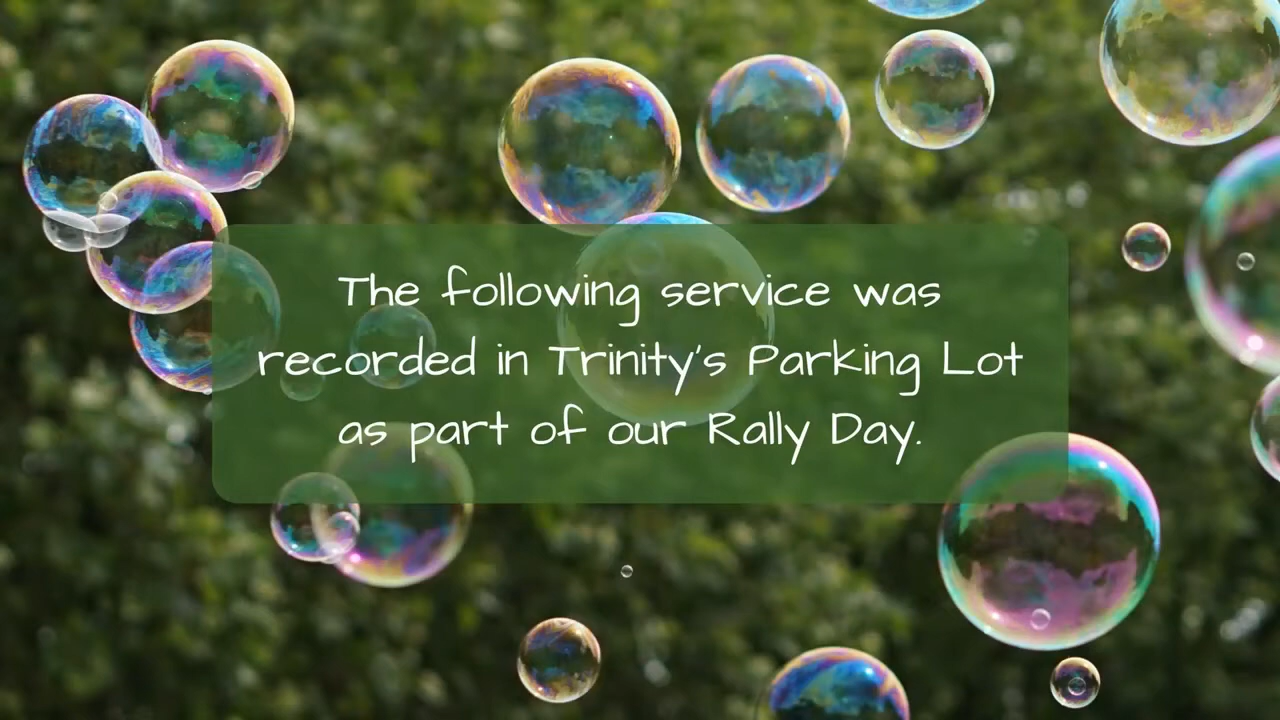 The following service was
recorded in Trinity's Parking Lot
as part of our Rally Day.